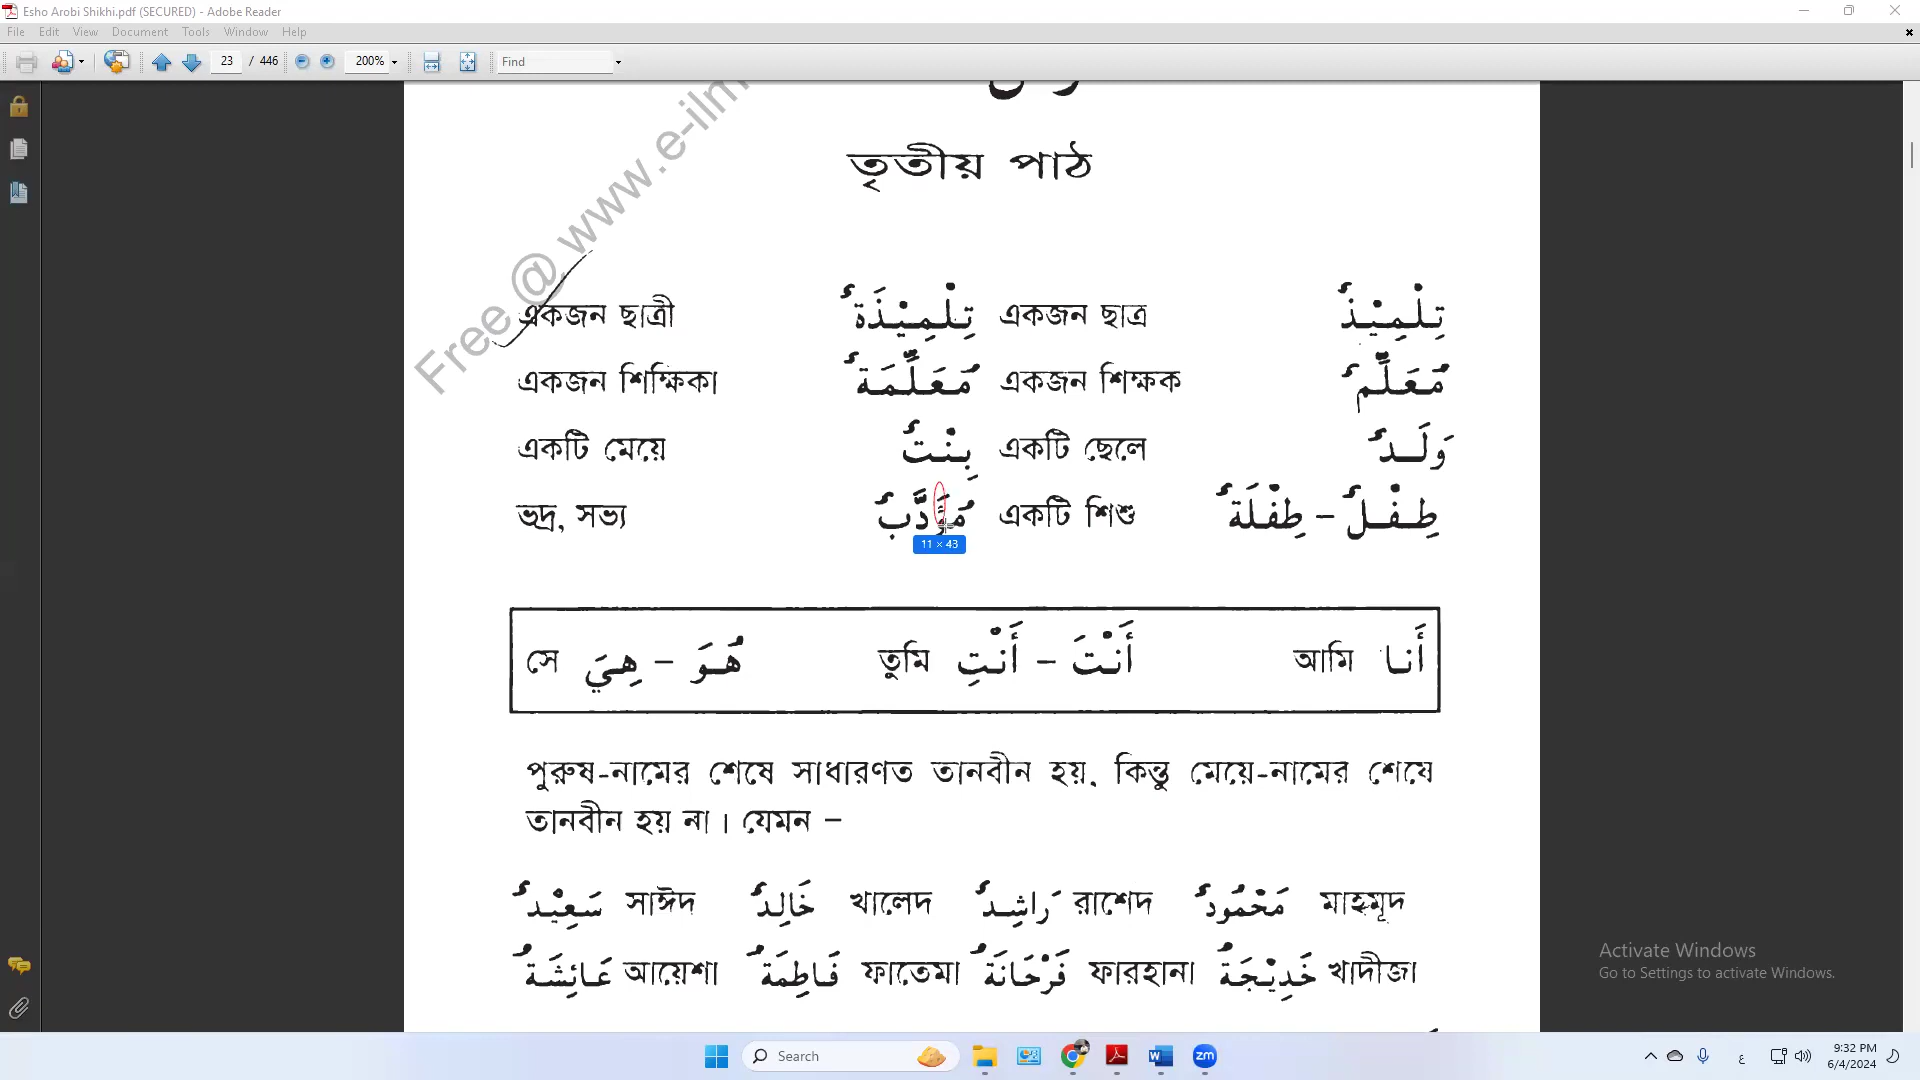 Esho Arobi Shikhi.pdf (SECURED) - Adobe Reader
File Edit View Document Tools Window Help
23 / 446 200% Find
Free @ www.e-ilm
তৃতীয় পাঠ
একজন ছাত্রী تِلْمِيْذَةٌ একজন ছাত্র تِلْمِيْذٌ
একজন শিক্ষিকা مُعَلِّمَةٌ একজন শিক্ষক مُعَلِّمٌ
একটি মেয়ে بِنْتٌ একটি ছেলে وَلَدٌ
ভদ্র, সভ্য مُؤَدَّبٌ একটি শিশু طِفْلٌ – طِفْلَةٌ
11 × 43
সে هُوَ – هِيَ তুমি أَنْتَ – أَنْتِ আমি أَنا
পুরুষ-নামের শেষে সাধারণত তানবীন হয়, কিন্তু মেয়ে-নামের শেষে
তানবীন হয় না। যেমন –
سَعِيْدٌ সাঈদ خَالِدٌ খালেদ رَاشِدٌ রাশেদ مَحْمُودٌ মাহমূদ
عَائِشَةُ আয়েশা فَاطِمَةُ ফাতেমা فَرْحَانَةُ ফারহানা خَدِيْجَةُ খাদীজা
Activate Windows
Go to Settings to activate Windows.
Search
zm
ع
9:32 PM
6/4/2024